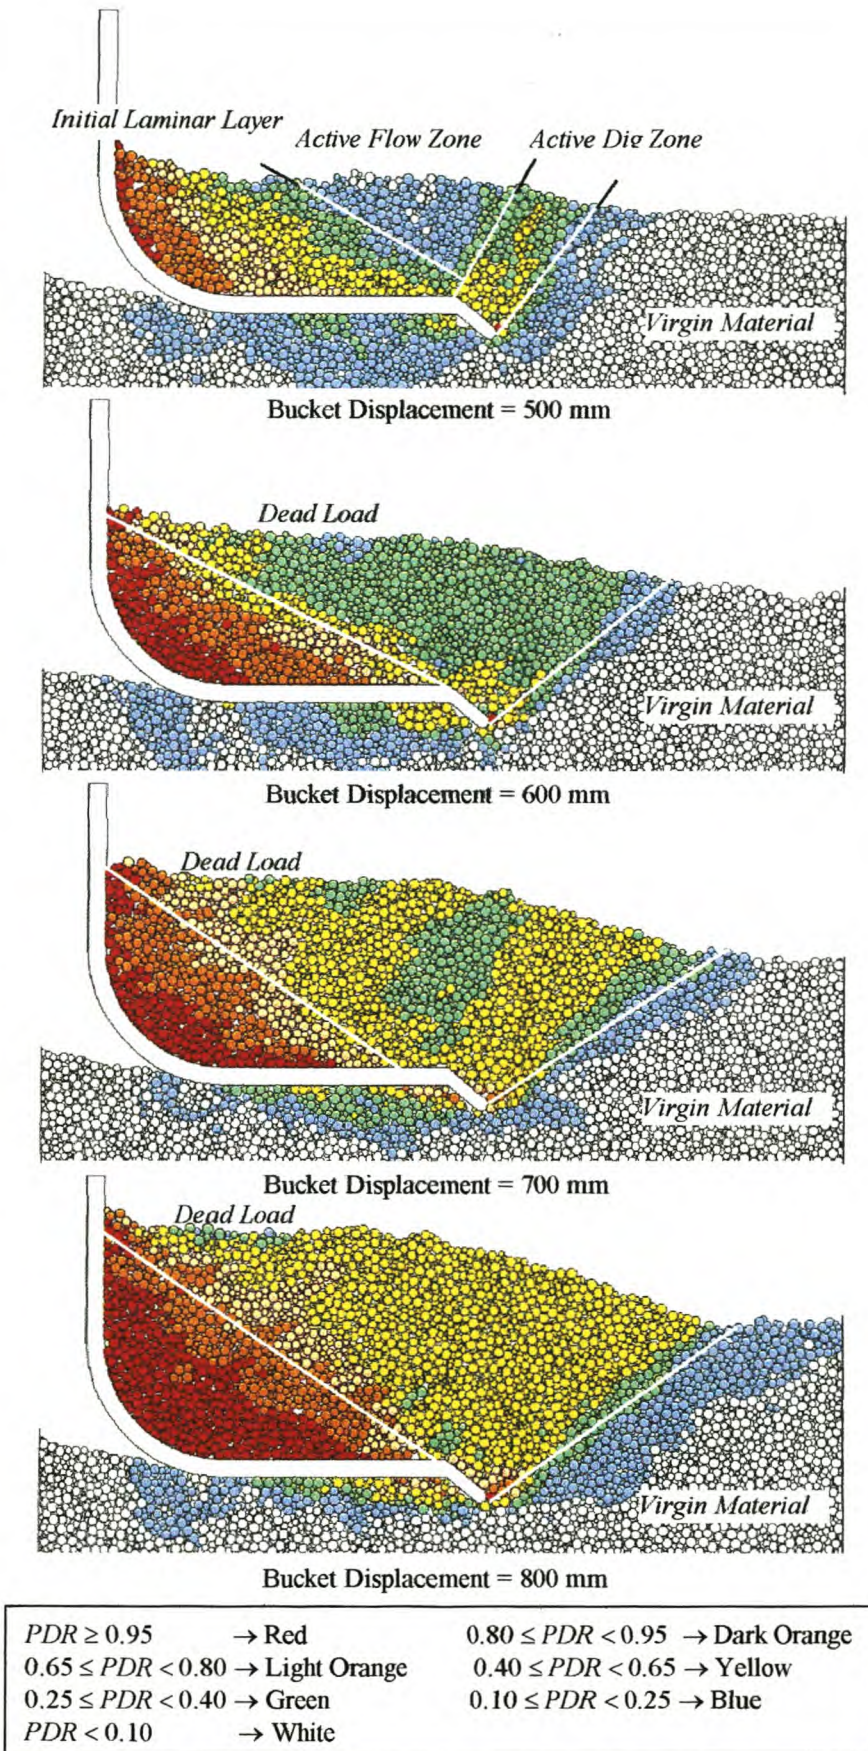 Initial Laminar Layer
Active Flow Zone
Active Dig Zone
Virgin Material
Bucket Displacement = 500 mm
Dead Load
Virgin Material
Bucket Displacement = 600 mm
Dead Load
Virgin Material
Bucket Displacement = 700 mm
Dead Load
Virgin Material
Bucket Displacement = 800 mm
PDR ≥ 0.95 → Red
0.80 ≤ PDR < 0.95 → Dark Orange
0.65 ≤ PDR < 0.80 → Light Orange
0.40 ≤ PDR < 0.65 → Yellow
0.25 ≤ PDR < 0.40 → Green
0.10 ≤ PDR < 0.25 → Blue
PDR < 0.10 → White